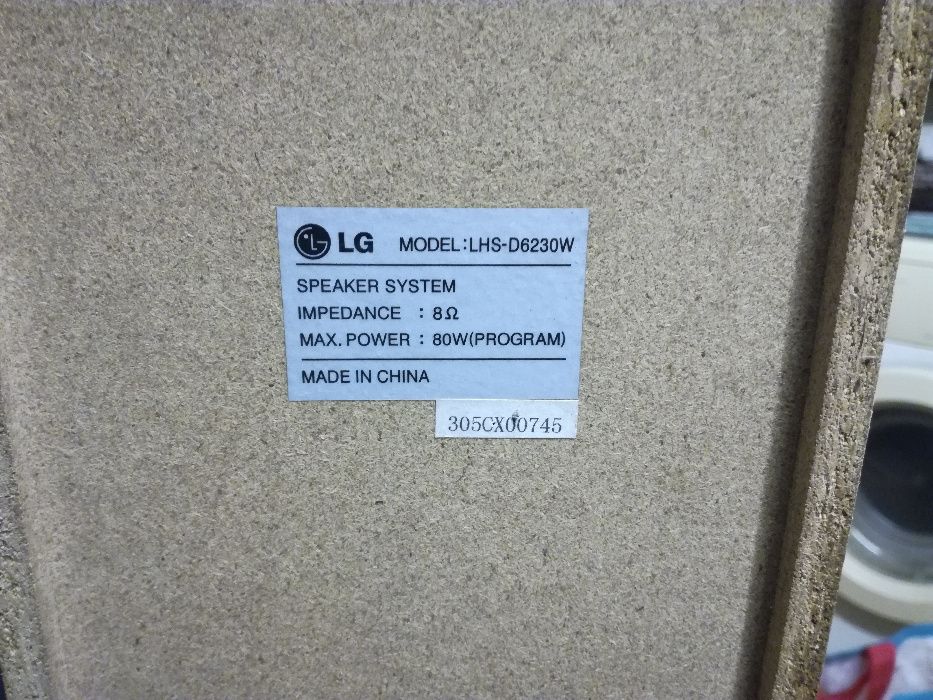 LG MODEL:LHS-D6230W
SPEAKER SYSTEM
IMPEDANCE : 8Ω
MAX. POWER : 80W(PROGRAM)
MADE IN CHINA
305CX00745